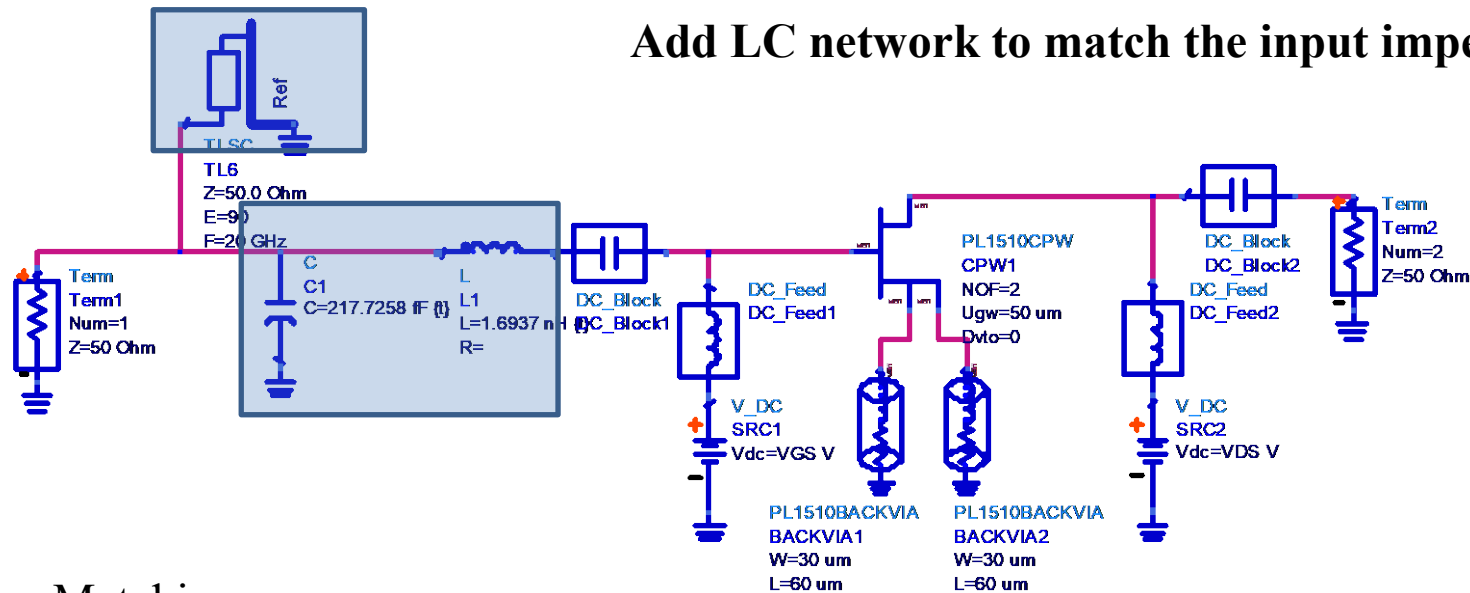 Add LC network to match the input impe
Ref
TLSC
TL6
Z=50.0 Ohm
E=90
F=20 GHz
Term
Term1
Num=1
Z=50 Ohm
C
C1
C=217.7258 fF {t}
L
L1
L=1.6937 nH {t}
R=
DC_Block
DC_Block1
DC_Feed
DC_Feed1
V_DC
SRC1
Vdc=VGS V
PL1510CPW
CPW1
NOF=2
Ugw=50 um
Dvto=0
PL1510BACKVIA
BACKVIA1
W=30 um
L=60 um
PL1510BACKVIA
BACKVIA2
W=30 um
L=60 um
DC_Block
DC_Block2
DC_Feed
DC_Feed2
V_DC
SRC2
Vdc=VDS V
Term
Term2
Num=2
Z=50 Ohm